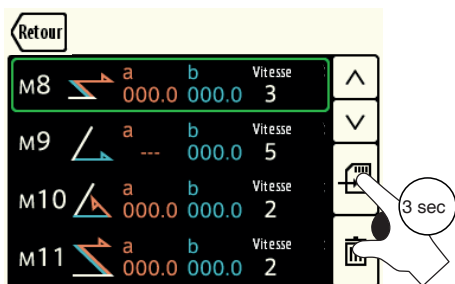 Retour
M8 a 000.0 b 000.0 Vitesse 3
M9 a --- b 000.0 Vitesse 5
M10 a 000.0 b 000.0 Vitesse 2
M11 a 000.0 b 000.0 Vitesse 2
3 sec